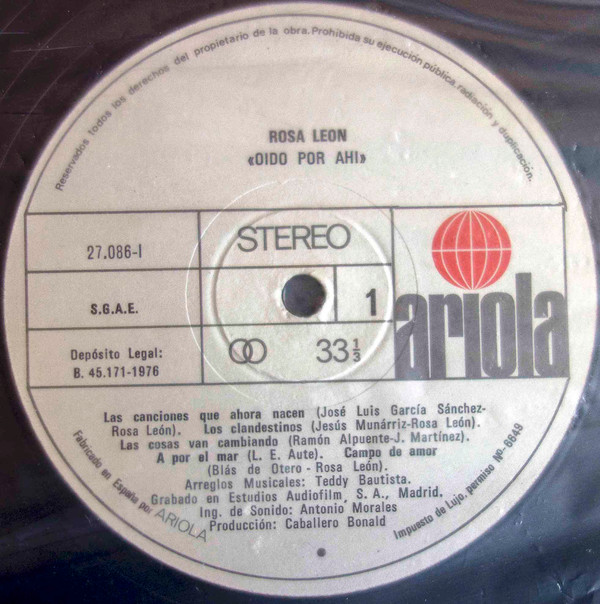 Reservados todos los derechos del propietario de la obra. Prohibida su ejecución pública, radiación y duplicación.
ROSA LEON
«OIDO POR AHI»
27.086-I
STEREO
S.G.A.E.
1
ariola
Depósito Legal:
B. 45.171-1976
33 1/3
Las canciones que ahora nacen (José Luis García Sánchez-
Rosa León). Los clandestinos (Jesús Munárriz-Rosa León).
Las cosas van cambiando (Ramón Alpuente-J. Martínez).
A por el mar (L. E. Aute). Campo de amor
(Blás de Otero - Rosa León).
Arreglos Musicales: Teddy Bautista.
Grabado en Estudios Audiofilm, S. A., Madrid.
Ing. de Sonido: Antonio Morales
Producción: Caballero Bonald
Fabricado en España por ARIOLA
Impuesto de Lujo. permiso Nº 6649